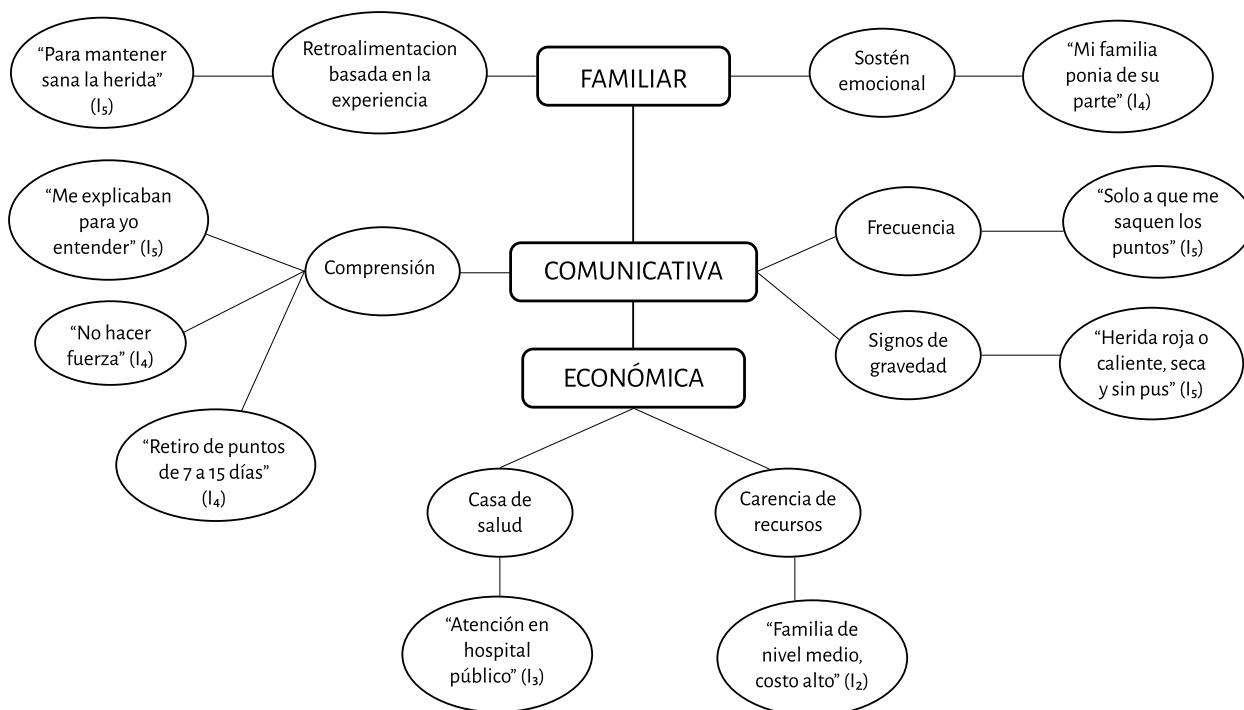 “Para mantener
sana la herida”
(I₅)
Retroalimentacion
basada en la
experiencia
FAMILIAR
Sostén
emocional
“Mi familia
ponia de su
parte” (I₄)
“Me explicaban
para yo
entender” (I₅)
“No hacer
fuerza” (I₄)
“Retiro de puntos
de 7 a 15 días”
(I₄)
Comprensión
COMUNICATIVA
Frecuencia
“Solo a que me
saquen los
puntos” (I₅)
Signos de
gravedad
“Herida roja o
caliente, seca
y sin pus” (I₅)
ECONÓMICA
Casa de
salud
Carencia de
recursos
“Atención en
hospital
público” (I₃)
“Familia de
nivel medio,
costo alto” (I₂)